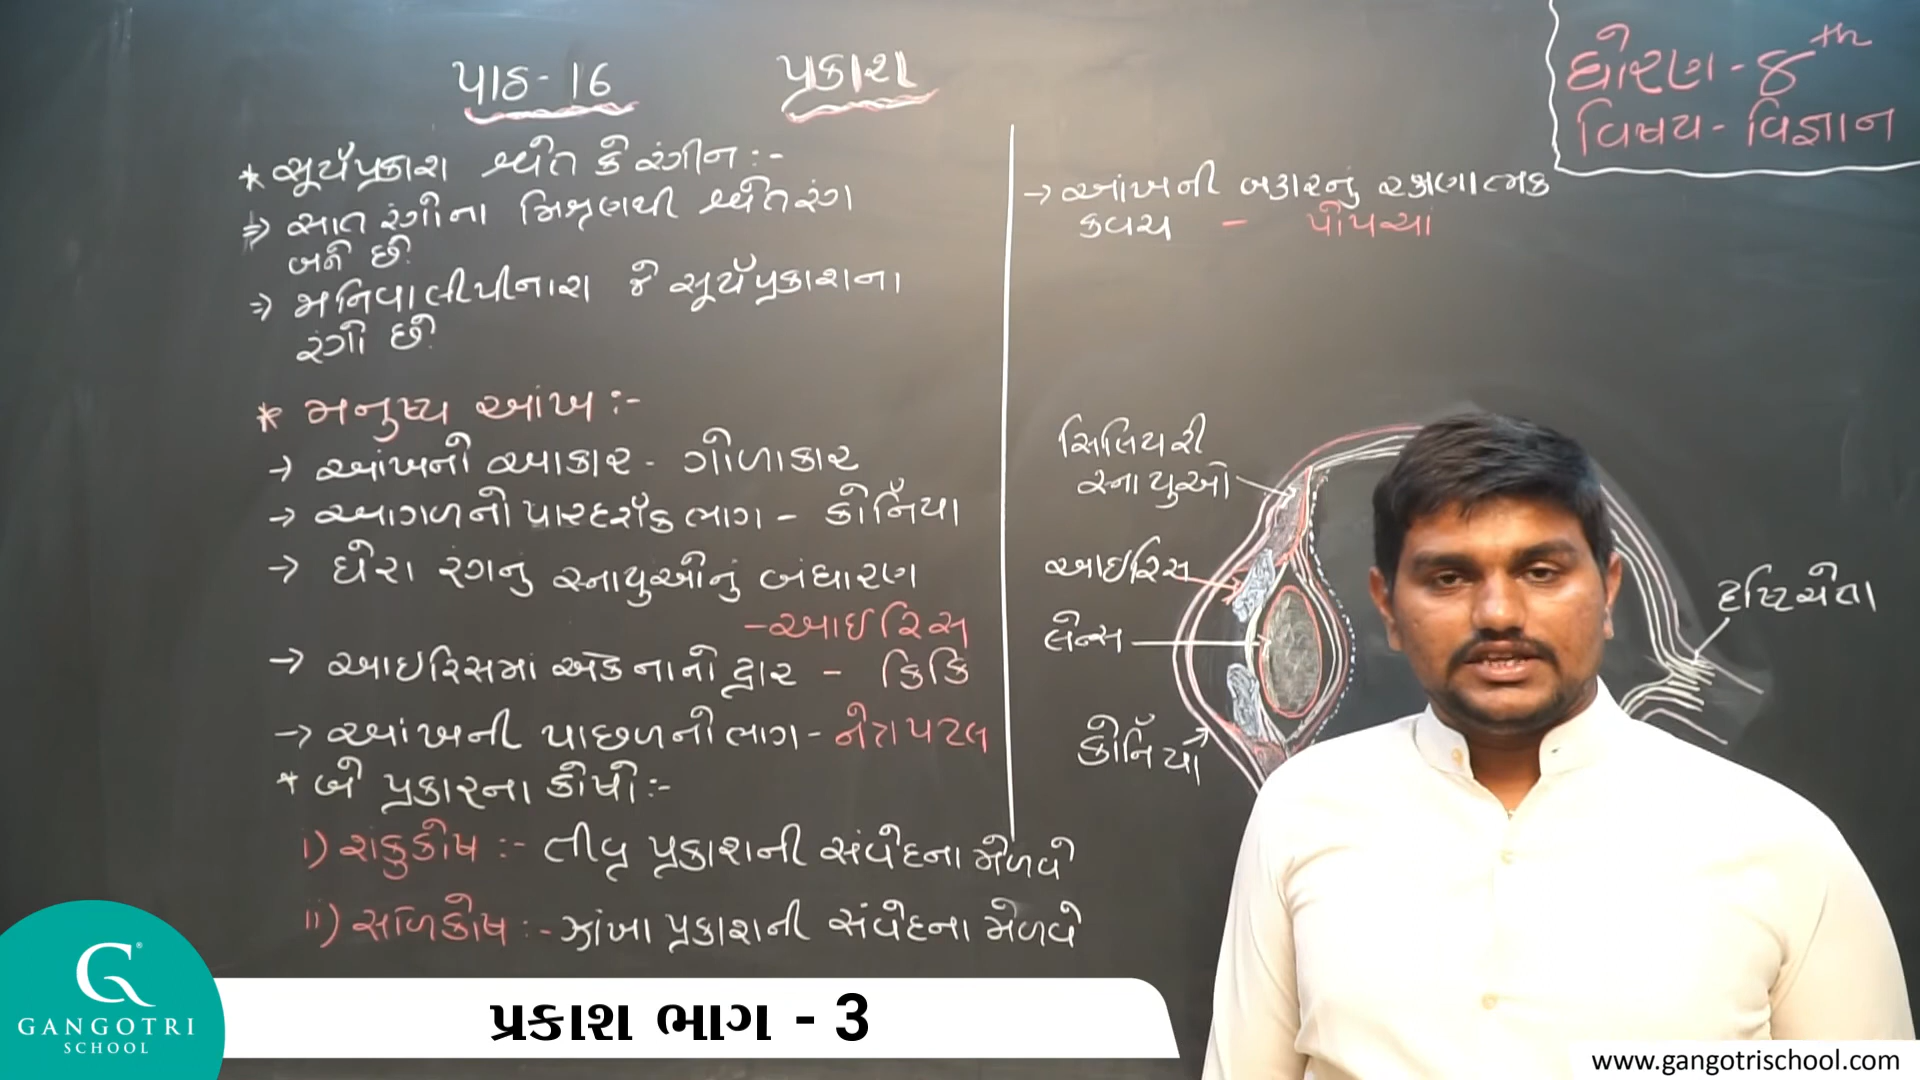 પાઠ-16 પ્રકાશ
ધોરણ-8th
વિષય-વિજ્ઞાન
* સૂર્યપ્રકાશ શ્વેત કે રંગીન :-
⇒ સાત રંગોના મિશ્રણથી શ્વેત રંગ
બને છે.
⇒ મનિવાલીપીનારા જે સૂર્યપ્રકાશના
રંગો છે.
* મનુષ્ય આંખ :-
→ આંખનો આકાર - ગોળાકાર
→ આગળનો પારદર્શક ભાગ - કોર્નિયા
→ ઘેરા રંગનું સ્નાયુઓનું બંધારણ
- આઇરિસ
→ આઇરિસમાં એક નાનો દ્વાર - કિકિ
→ આંખની પાછળનો ભાગ - નેત્રપટલ
* બે પ્રકારના કોષો :-
i) શંકુકોષ :- તીવ્ર પ્રકાશની સંવેદના મેળવે
ii) સળિકોષ :- ઝાંખા પ્રકાશની સંવેદના મેળવે
→ આંખની બહારનું રક્ષણાત્મક
કવચ - પોપચાં
સિલિયરી
સ્નાયુઓ
આઇરિસ
લેન્સ
કોર્નિયા
દ્રષ્ટિચેતા
G
GANGOTRI
SCHOOL
પ્રકાશ ભાગ - 3
www.gangotrischool.com